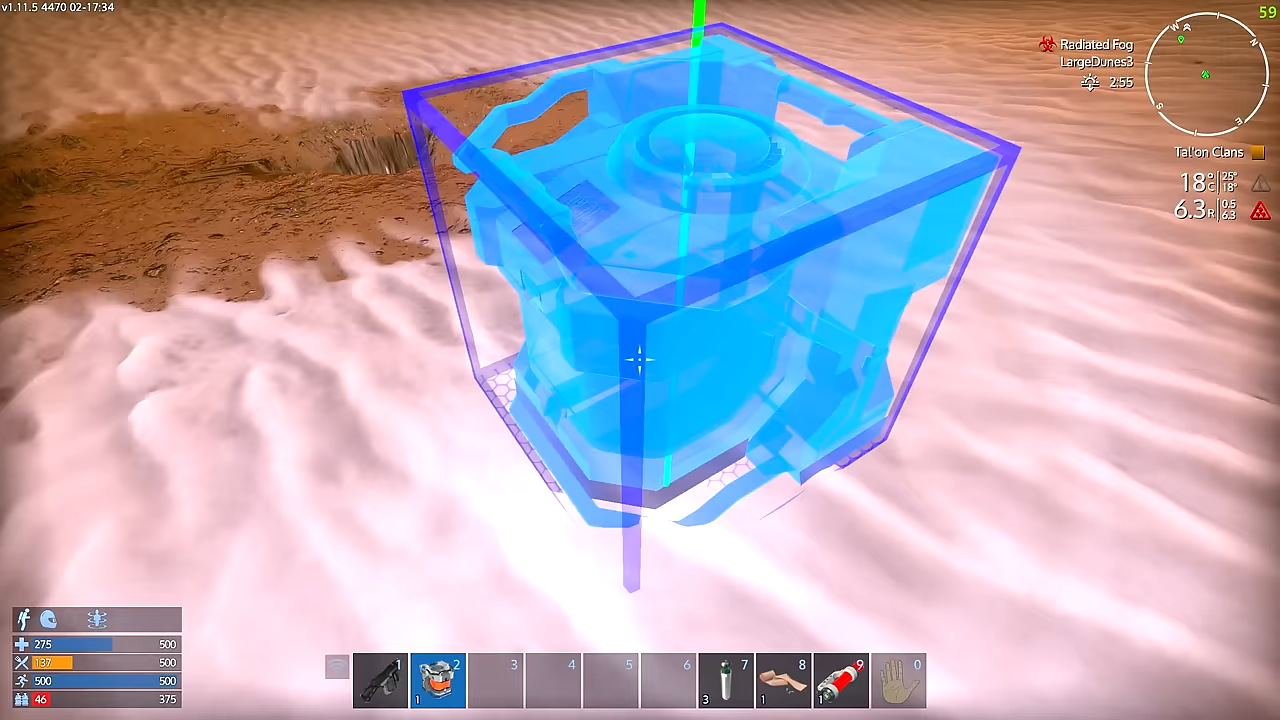 v1.11.5 4470 02-17:34
59
W
N
S
E
Radiated Fog
LargeDunes3
2:55
Tal'on Clans
18°C 25° 18°
6.3R 0.5 6.3
275 500
137 500
500 500
46 375
1 2 3 4 5 6 7 8 9 0
1 3 1 1